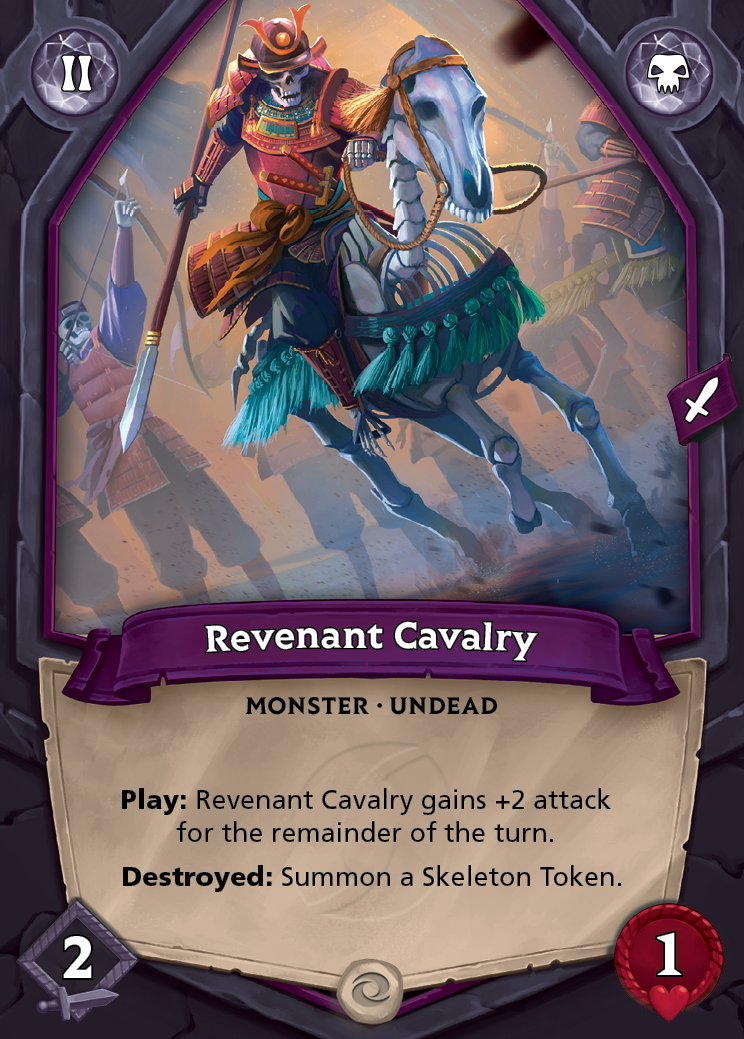 II
Revenant Cavalry
MONSTER · UNDEAD
Play: Revenant Cavalry gains +2 attack
for the remainder of the turn.
Destroyed: Summon a Skeleton Token.
2
1